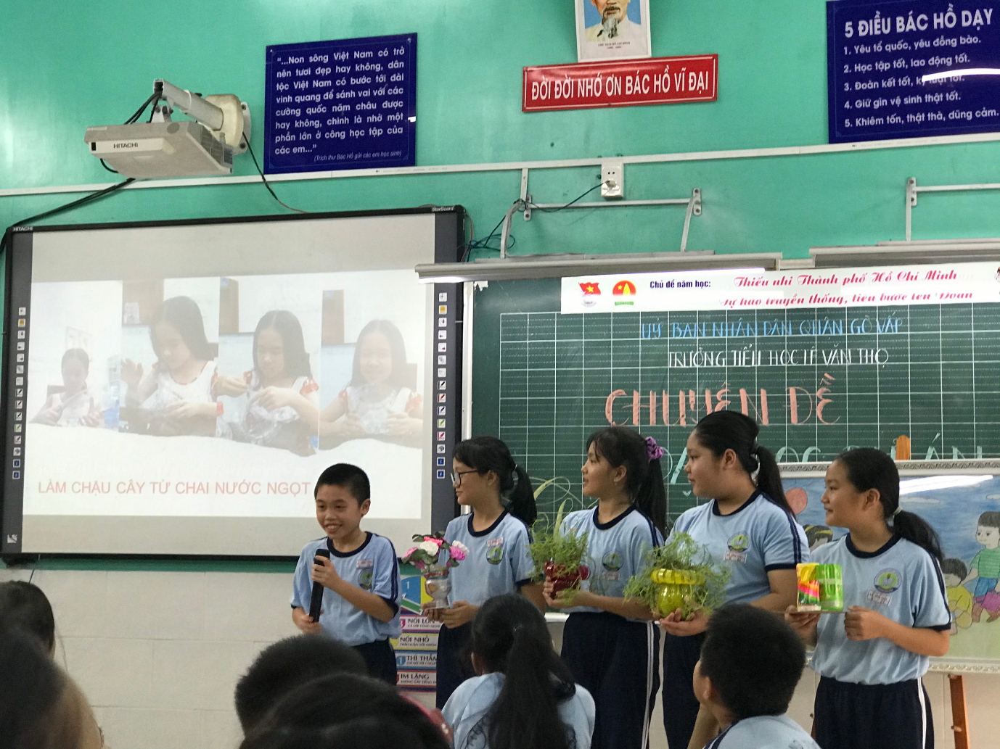 "...Non sông Việt Nam có trở
nên tươi đẹp hay không, dân
tộc Việt Nam có bước tới đài
vinh quang để sánh vai với các
cường quốc năm châu được
hay không, chính là nhờ một
phần lớn ở công học tập của
các em..."
(Trích thư Bác Hồ gửi các em học sinh)
ĐỜI ĐỜI NHỚ ƠN BÁC HỒ VĨ ĐẠI
5 ĐIỀU BÁC HỒ DẠY
1. Yêu tổ quốc, yêu đồng bào.
2. Học tập tốt, lao động tốt.
3. Đoàn kết tốt, kỷ luật tốt.
4. Giữ gìn vệ sinh thật tốt.
5. Khiêm tốn, thật thà, dũng cảm.
HITACHI
HITACHI
StarBoard
LÀM CHẬU CÂY TỪ CHAI NƯỚC NGỌT
Chủ đề năm học:
Thiếu nhi Thành phố Hồ Chí Minh
Tự hào truyền thống, tiến bước lên Đoàn
UỶ BAN NHÂN DÂN QUẬN GÒ VẤP
TRƯỜNG TIỂU HỌC LÊ VĂN THỌ
CHUYÊN ĐỀ
NÓI LỚN
NÓI NHỎ
THÌ THẦM
IM LẶNG